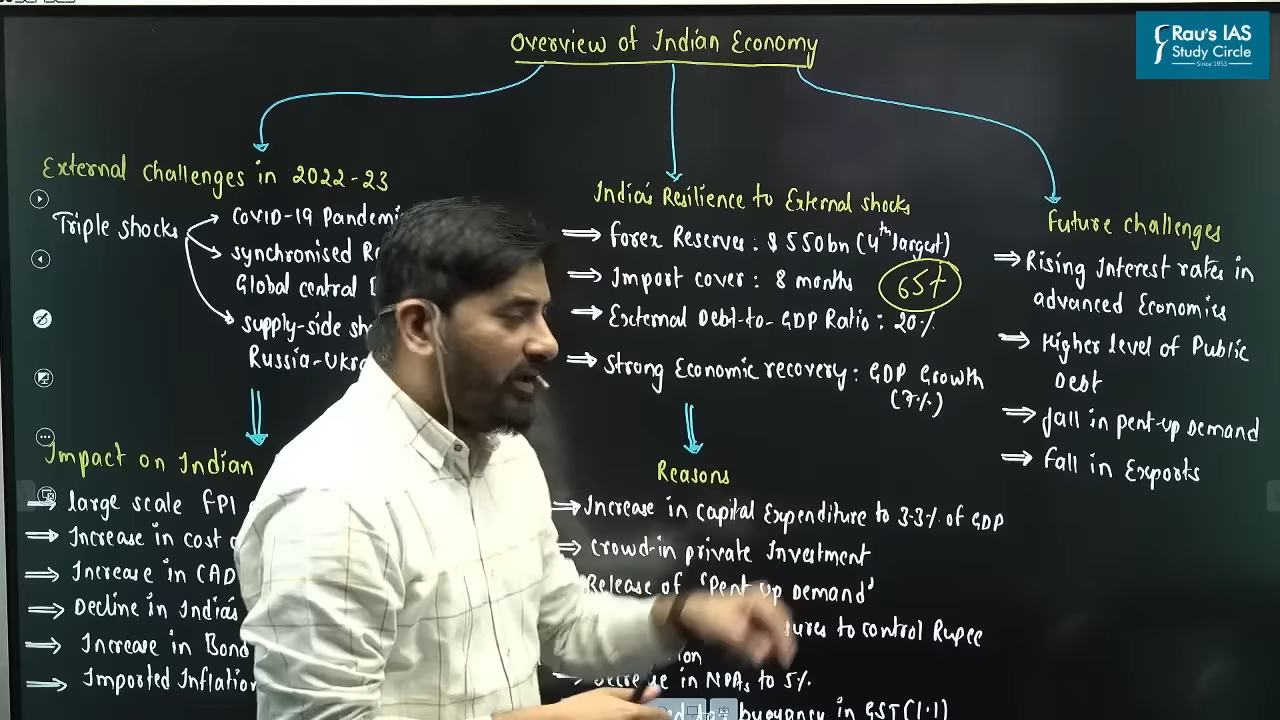 Rau's IAS
Study Circle
Since 1953
Overview of Indian Economy
External challenges in 2022-23
Triple shocks
COVID-19 Pandemi
synchronised
Global central
supply-side sh
Russia-Ukra
Impact on Indian
large scale FPI
Increase in cost
Increase in CAD
Decline in India's
Increase in Bond
Imported Inflation
India's Resilience to External shocks
Forex Reserves: $ 550bn (4th largest)
Import cover: 8 months
65%
External Debt-to-GDP Ratio: 20%
Strong Economic recovery: GDP Growth
(7%)
Reasons
Increase in capital Expenditure to 3.3% of GDP
Crowd-in private Investment
Release of 'Pent up Demand'
sures to control Rupee
in NPAs to 5%
buoyancy in GST (1.1)
Future challenges
Rising Interest rates in
advanced Economies
Higher level of Public
Debt
fall in pent-up Demand
Fall in Exports